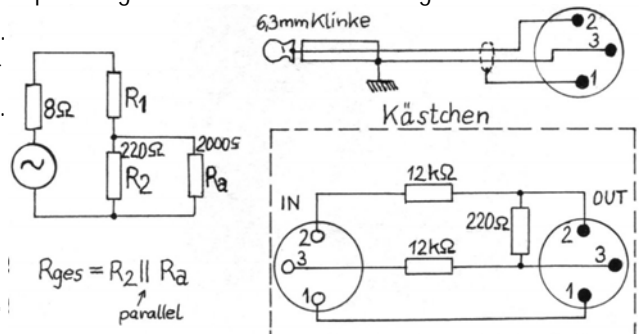 6,3mm Klinke
2
3
1
8Ω
R1
220Ω
R2
2000Ω
Ra
Rges = R2 || Ra
parallel
Kästchen
IN
OUT
12kΩ
220Ω
12kΩ
2
3
1
2
3
1